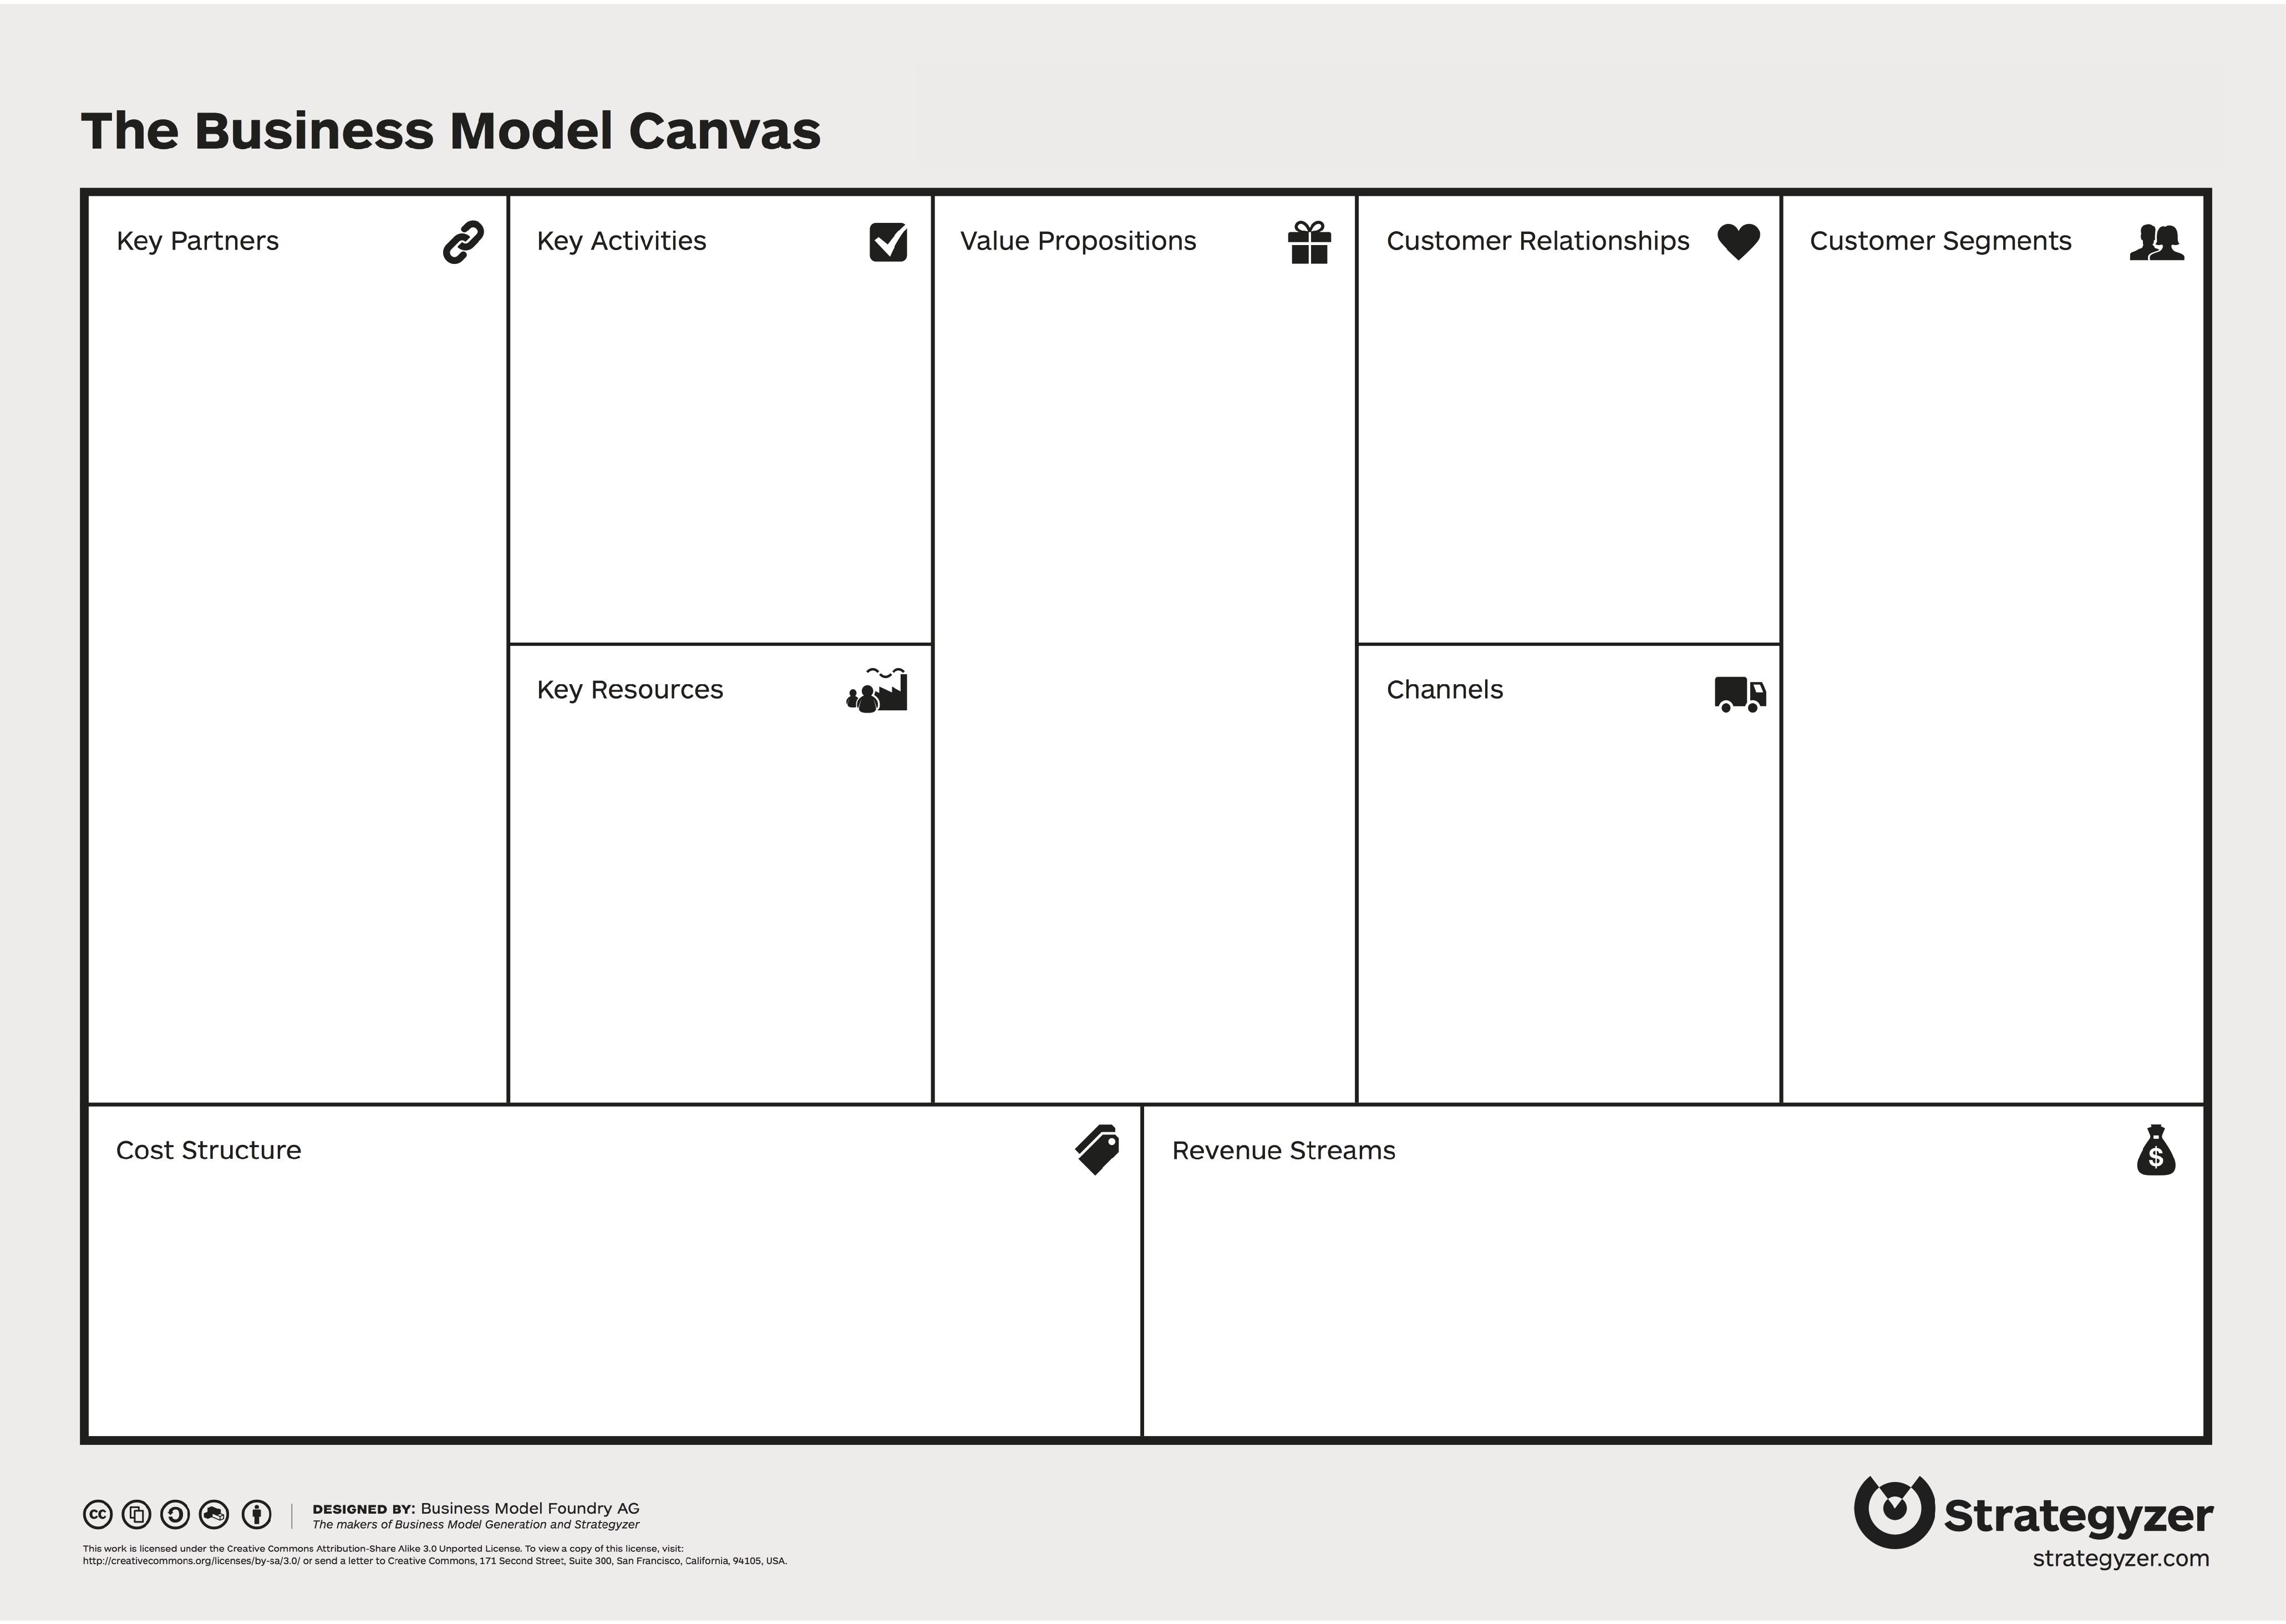 The Business Model Canvas
Key Partners
Key Activities
Value Propositions
Customer Relationships
Customer Segments
Key Resources
Channels
Cost Structure
Revenue Streams
$
cc
DESIGNED BY: Business Model Foundry AG
The makers of Business Model Generation and Strategyzer
This work is licensed under the Creative Commons Attribution-Share Alike 3.0 Unported License. To view a copy of this license, visit:
http://creativecommons.org/licenses/by-sa/3.0/ or send a letter to Creative Commons, 171 Second Street, Suite 300, San Francisco, California, 94105, USA.
Strategyzer
strategyzer.com